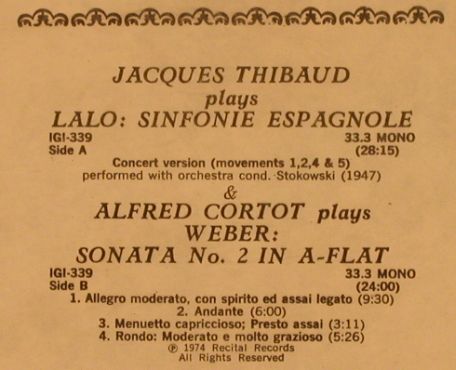 JACQUES THIBAUD
plays
LALO: SINFONIE ESPAGNOLE
IGI-339 33.3 MONO
Side A (28:15)
Concert version (movements 1,2,4 & 5)
performed with orchestra cond. Stokowski (1947)
&
ALFRED CORTOT plays
WEBER:
SONATA No. 2 IN A-FLAT
IGI-339 33.3 MONO
Side B (24:00)
1. Allegro moderato, con spirito ed assai legato (9:30)
2. Andante (6:00)
3. Menuetto capriccioso; Presto assai (3:11)
4. Rondo: Moderato e molto grazioso (5:26)
℗ 1974 Recital Records
All Rights Reserved